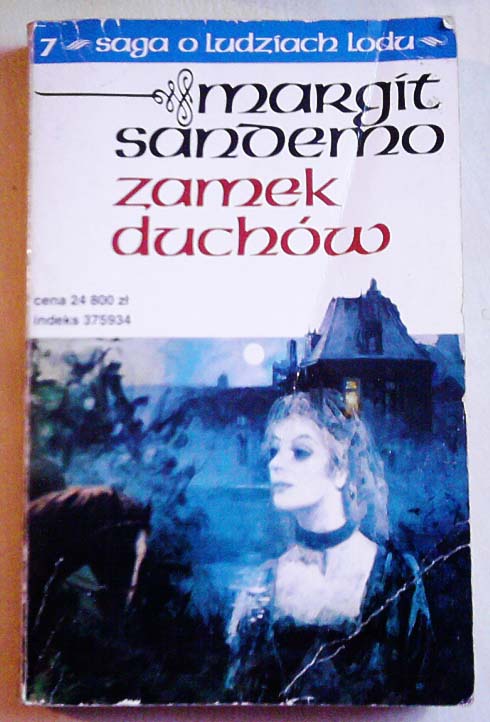 7 saga o ludziach lodu
margit
sandemo
zamek
duchów
cena 24 800 zł
indeks 375934